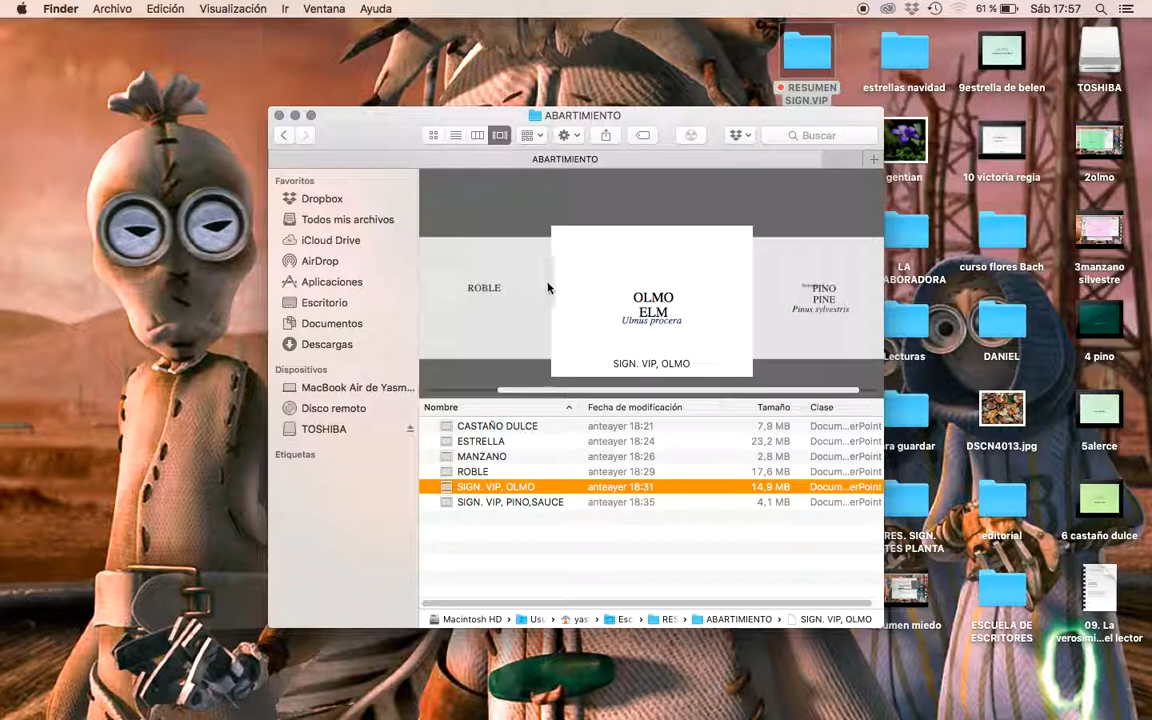 Finder Archivo Edición Visualización Ir Ventana Ayuda
61 % Sáb 17:57
RESUMEN
SIGN.VIP
estrellas navidad
9estrella de belen
TOSHIBA
ABARTIMIENTO
Buscar
ABARTIMIENTO
gentian
10 victoria regia
2olmo
Favoritos
Dropbox
Todos mis archivos
iCloud Drive
AirDrop
Aplicaciones
Escritorio
Documentos
Descargas
Dispositivos
MacBook Air de Yasm...
Disco remoto
TOSHIBA
Etiquetas
ROBLE
OLMO
ELM
Ulmus procera
SIGN. VIP, OLMO
PINO
PINE
Pinus sylvestris
LA
ABORADORA
curso flores Bach
3manzano
silvestre
Lecturas
DANIEL
4 pino
Nombre Fecha de modificación Tamaño Clase
CASTAÑO DULCE anteayer 18:21 7,9 MB Docum...erPoint
ESTRELLA anteayer 18:24 23,2 MB Docum...erPoint
MANZANO anteayer 18:26 2,8 MB Docum...erPoint
ROBLE anteayer 18:29 17,6 MB Docum...erPoint
SIGN. VIP, OLMO anteayer 18:31 14,9 MB Docum...erPoint
SIGN. VIP, PINO,SAUCE anteayer 18:35 4,1 MB Docum...erPoint
ra guardar
DSCN4013.jpg
5alerce
RES. SIGN.
TES PLANTA
editorial
6 castaño dulce
Macintosh HD › Usu › yas › Esc › RES › ABARTIMIENTO › SIGN. VIP, OLMO
umen miedo
ESCUELA DE
ESCRITORES
09. La
verosimi...el lector